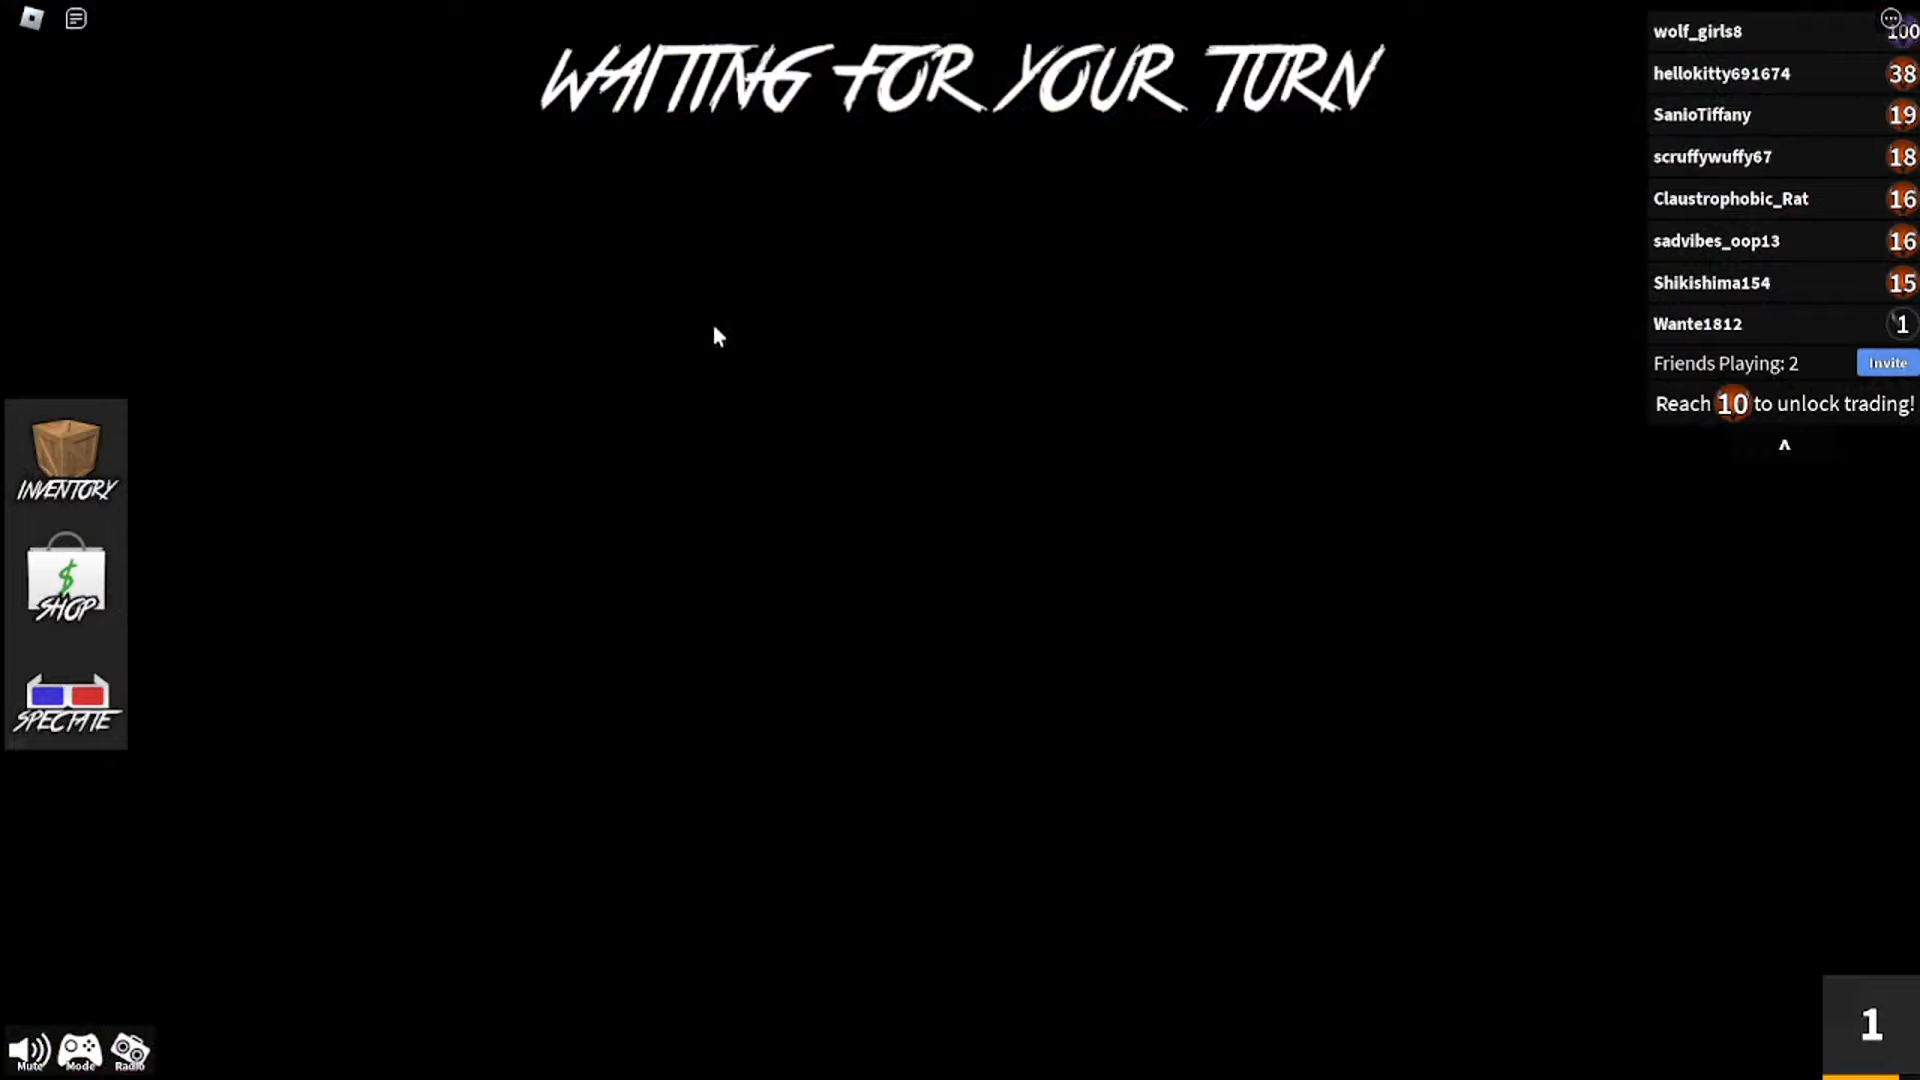 WAITING FOR YOUR TURN
wolf_girls8 100
hellokitty691674 38
SanioTiffany 19
scruffywuffy67 18
Claustrophobic_Rat 16
sadvibes_oop13 16
Shikishima154 15
Wante1812 1
Friends Playing: 2 Invite
Reach 10 to unlock trading!
INVENTORY
$
SHOP
SPECTATE
Mute Mode Radio
1